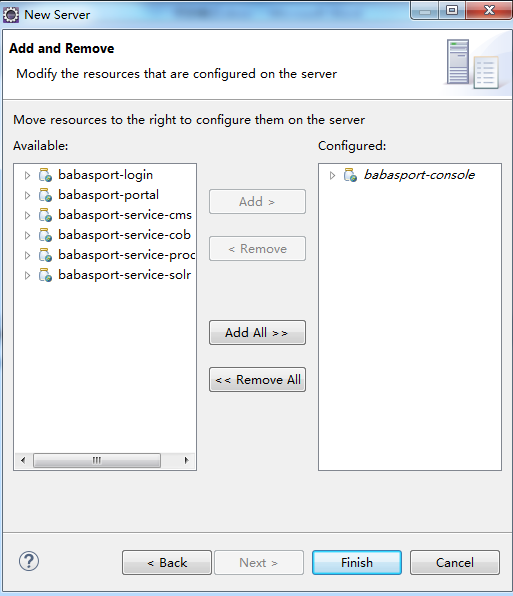 New Server
Add and Remove
Modify the resources that are configured on the server
Move resources to the right to configure them on the server
Available:
Configured:
babasport-login
babasport-portal
babasport-service-cms
babasport-service-cob
babasport-service-proc
babasport-service-solr
Add >
< Remove
Add All >>
<< Remove All
babasport-console
?
< Back
Next >
Finish
Cancel